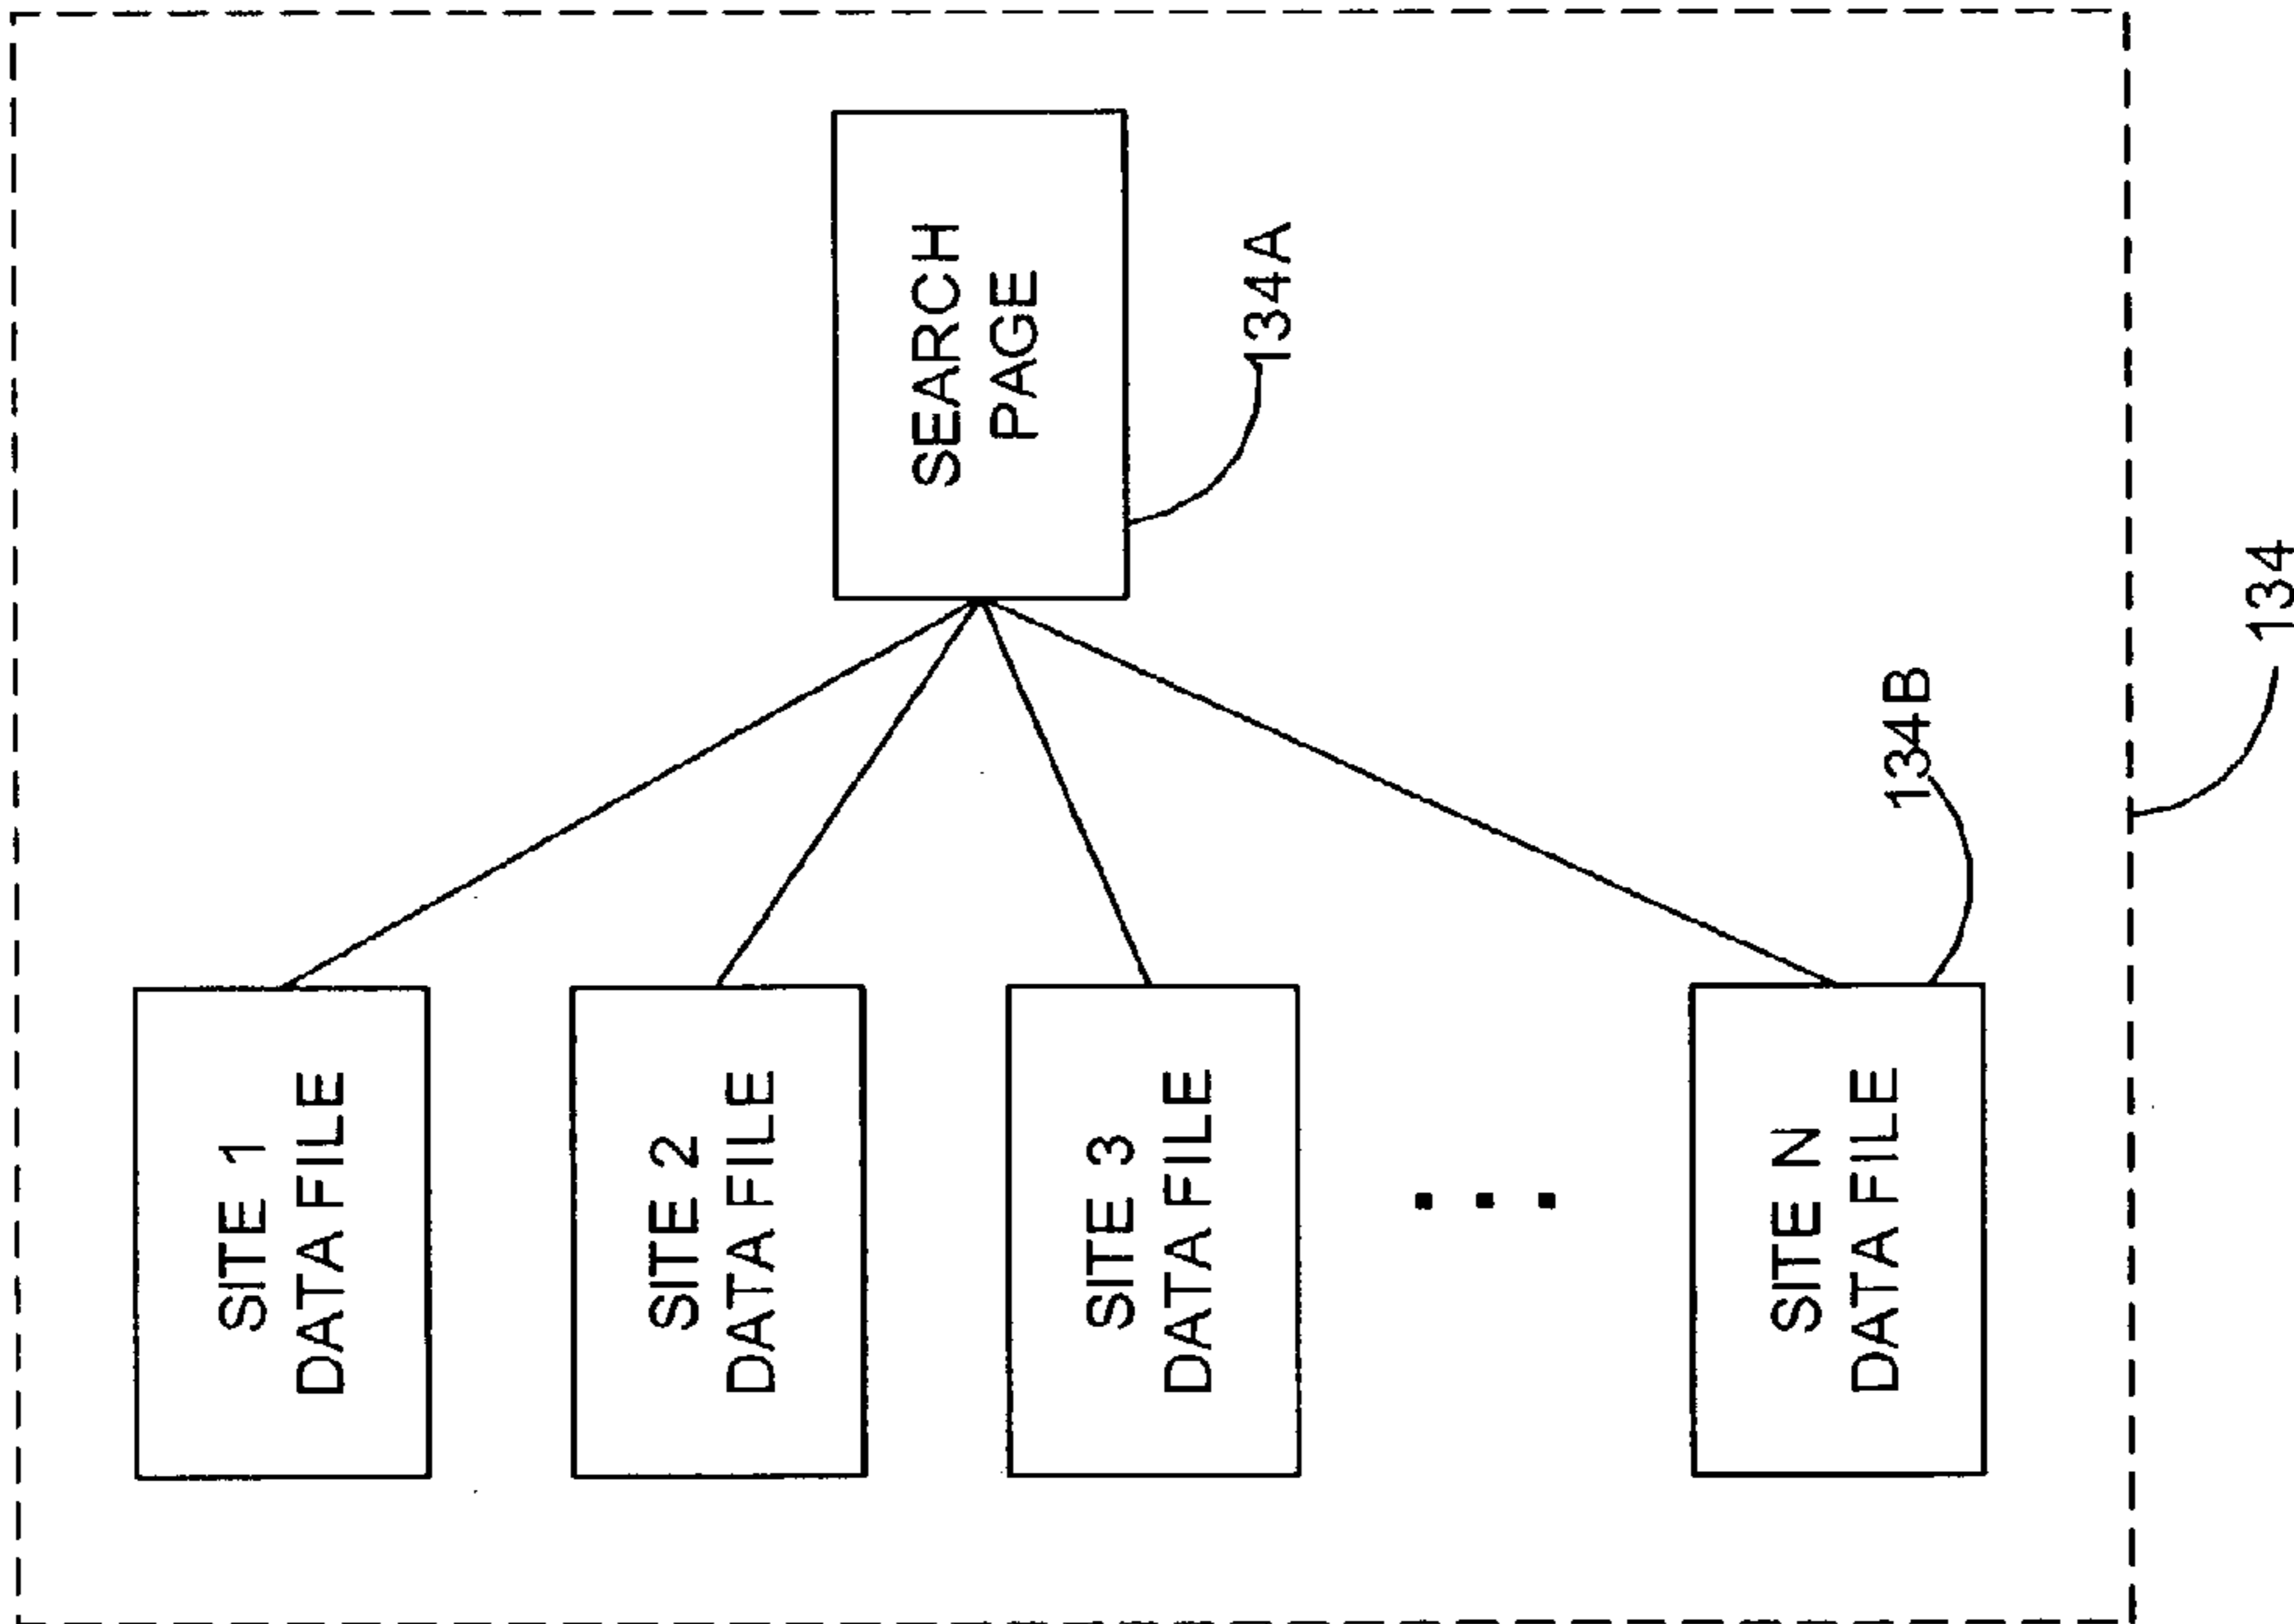 SEARCH
PAGE
134A
SITE 1
DATA FILE
SITE 2
DATA FILE
SITE 3
DATA FILE
. . .
SITE N
DATA FILE
134B
134